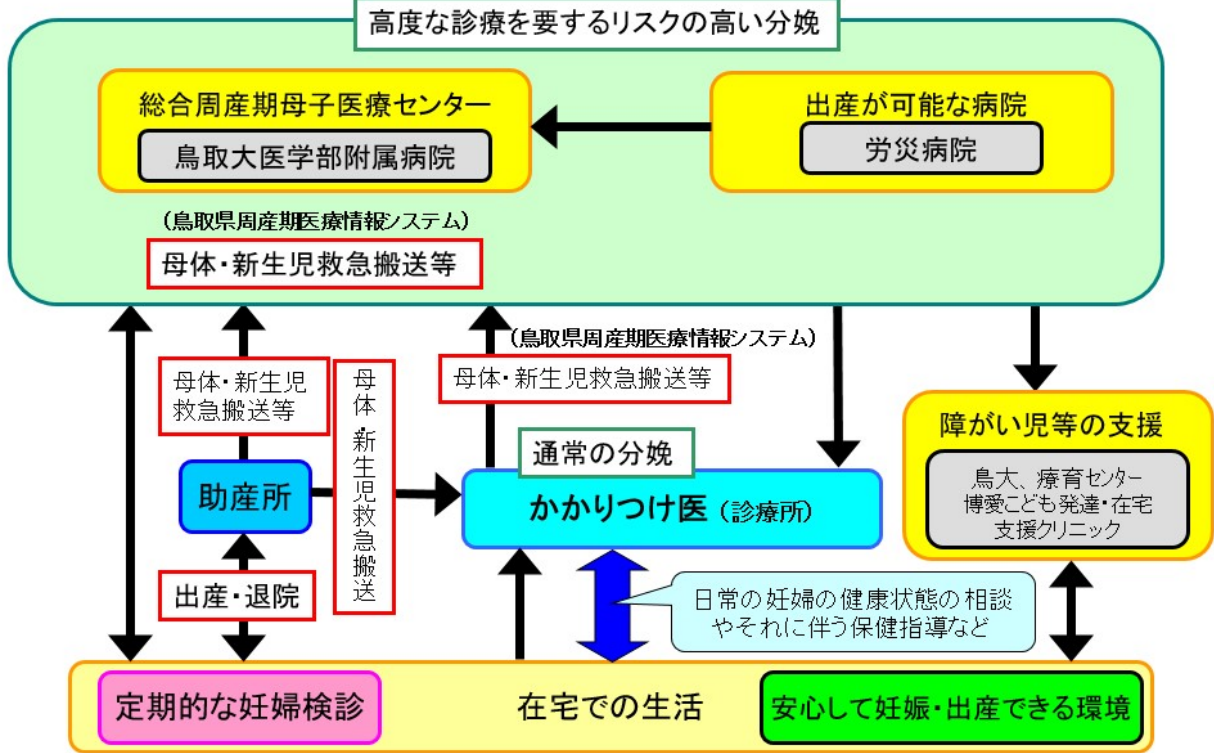 高度な診療を要するリスクの高い分娩
総合周産期母子医療センター
鳥取大医学部附属病院
出産が可能な病院
労災病院
(鳥取県周産期医療情報システム)
母体・新生児救急搬送等
母体・新生児
救急搬送等
母体・新生児救急搬送
(鳥取県周産期医療情報システム)
母体・新生児救急搬送等
助産所
通常の分娩
かかりつけ医(診療所)
障がい児等の支援
鳥大、療育センター
博愛こども発達・在宅
支援クリニック
出産・退院
日常の妊婦の健康状態の相談
やそれに伴う保健指導など
定期的な妊婦検診
在宅での生活
安心して妊娠・出産できる環境